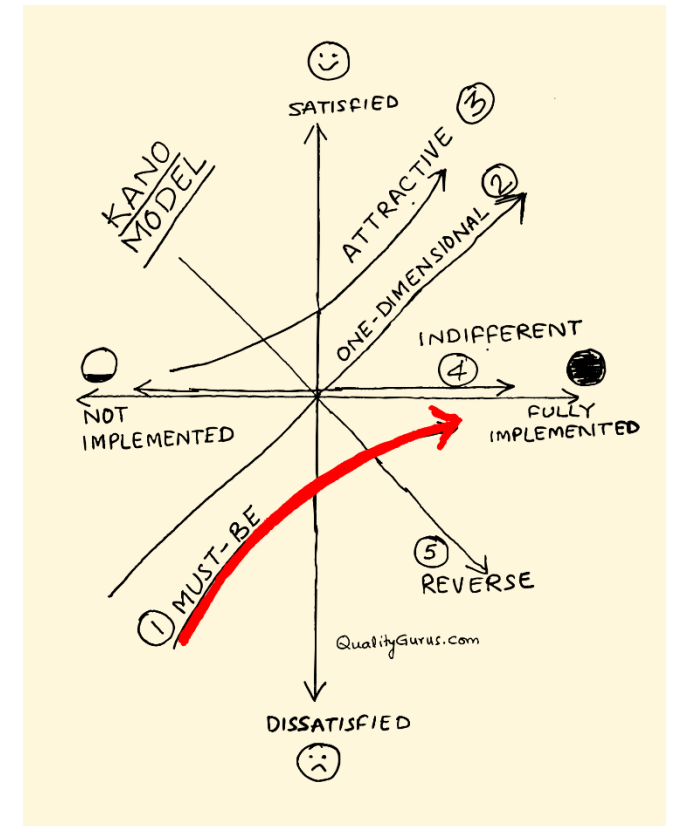 SATISFIED
KANO
MODEL
ATTRACTIVE 3
ONE-DIMENSIONAL 2
INDIFFERENT
4
NOT
IMPLEMENTED
FULLY
IMPLEMENTED
1 MUST-BE
5
REVERSE
QualityGurus.com
DISSATISFIED